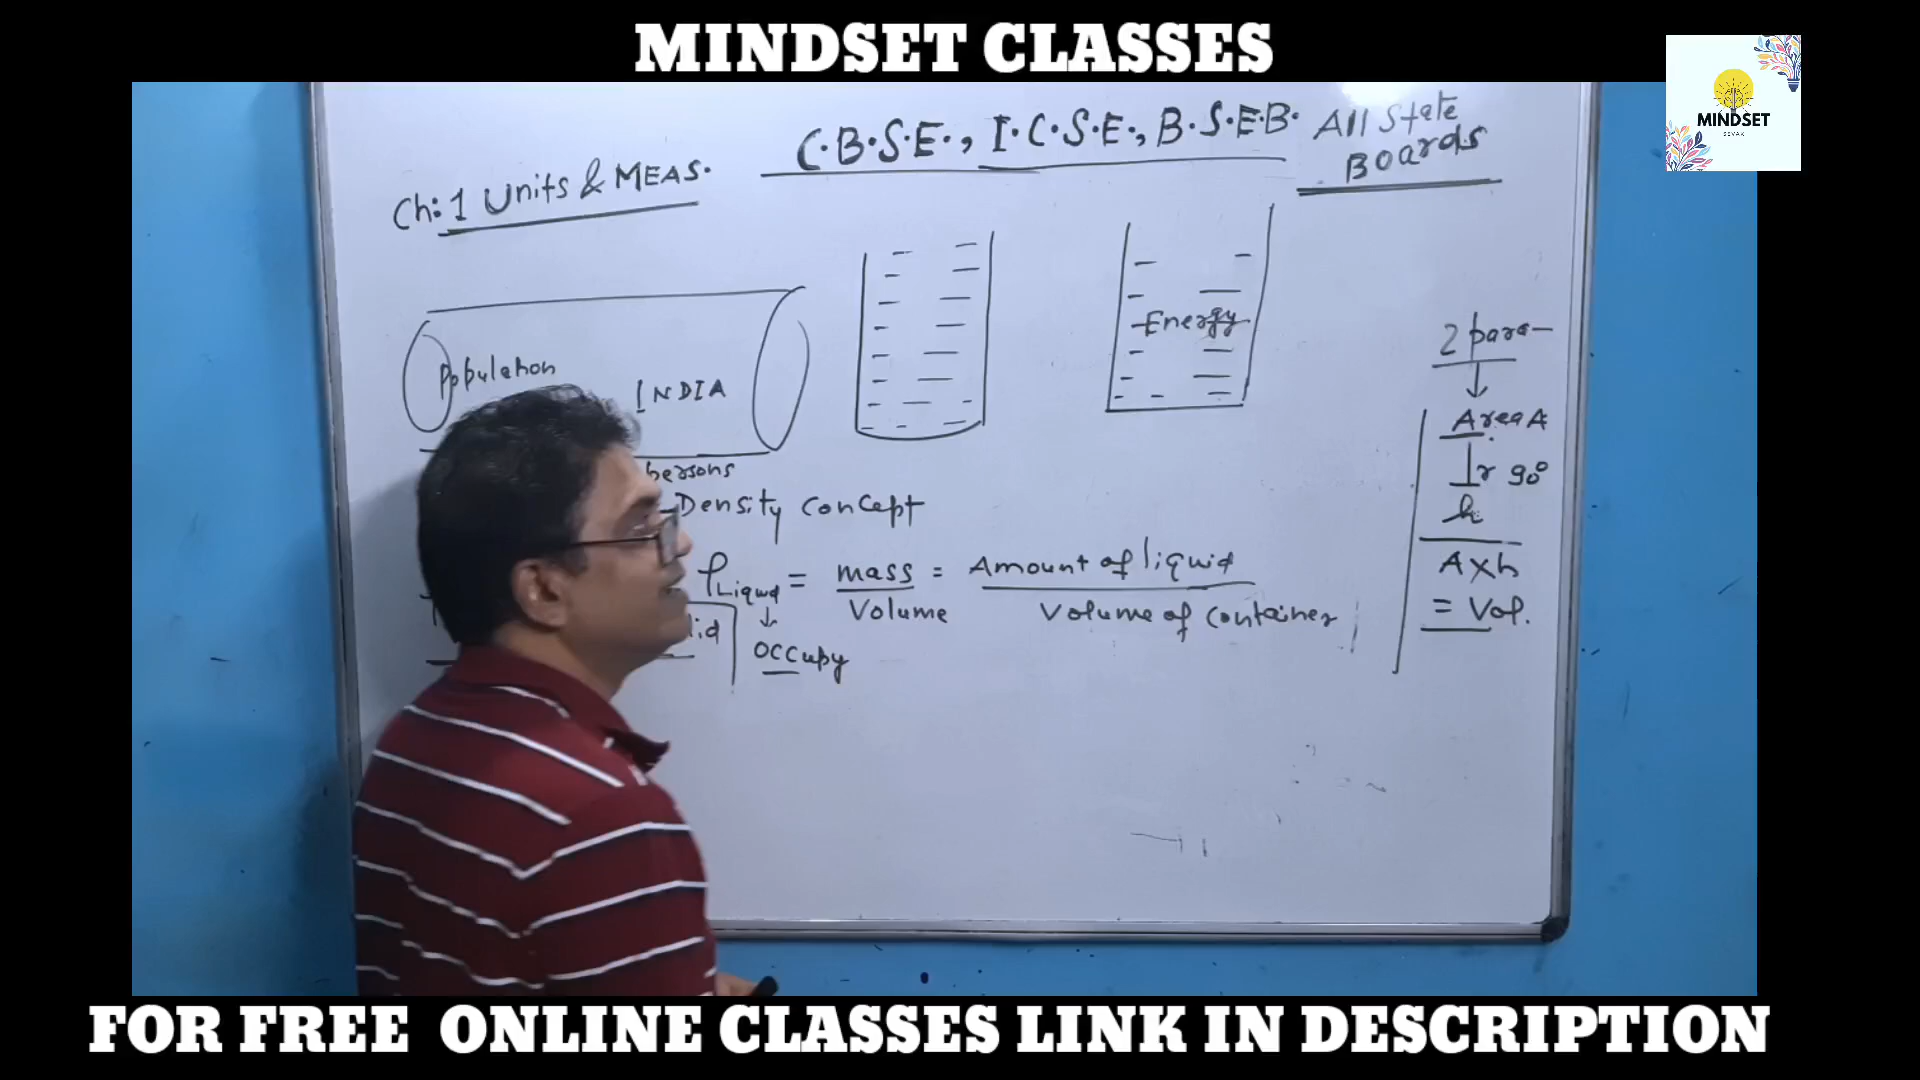 MINDSET CLASSES
MINDSET
SEVAK
C.B.S.E., I.C.S.E., B.S.E.B. All State
Boards
Ch: 1 Units & MEAS.
Population
INDIA
persons
Density concept
ρLiquid = mass = Amount of liquid
Volume Volume of container
occupy
Energy
2 para-
Area A
⊥r 90°
h
A x h
= Vol.
FOR FREE ONLINE CLASSES LINK IN DESCRIPTION